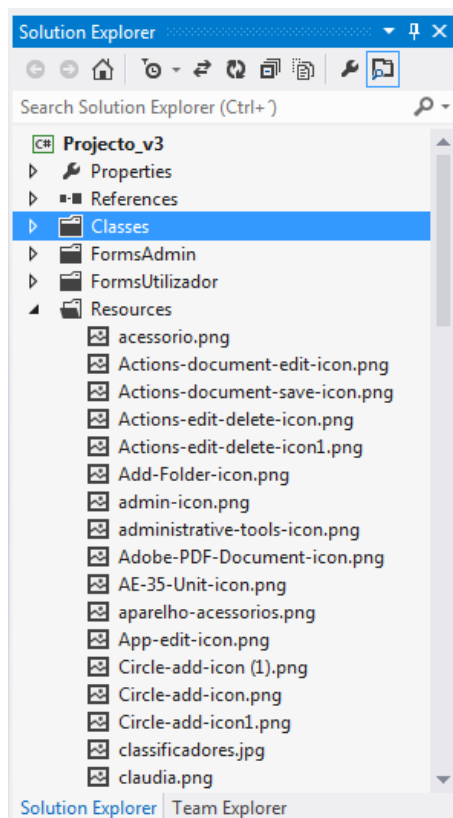 Solution Explorer
Search Solution Explorer (Ctrl+´)
C# Projecto_v3
Properties
References
Classes
FormsAdmin
FormsUtilizador
Resources
acessorio.png
Actions-document-edit-icon.png
Actions-document-save-icon.png
Actions-edit-delete-icon.png
Actions-edit-delete-icon1.png
Add-Folder-icon.png
admin-icon.png
administrative-tools-icon.png
Adobe-PDF-Document-icon.png
AE-35-Unit-icon.png
aparelho-acessorios.png
App-edit-icon.png
Circle-add-icon (1).png
Circle-add-icon.png
Circle-add-icon1.png
classificadores.jpg
claudia.png
Solution Explorer Team Explorer